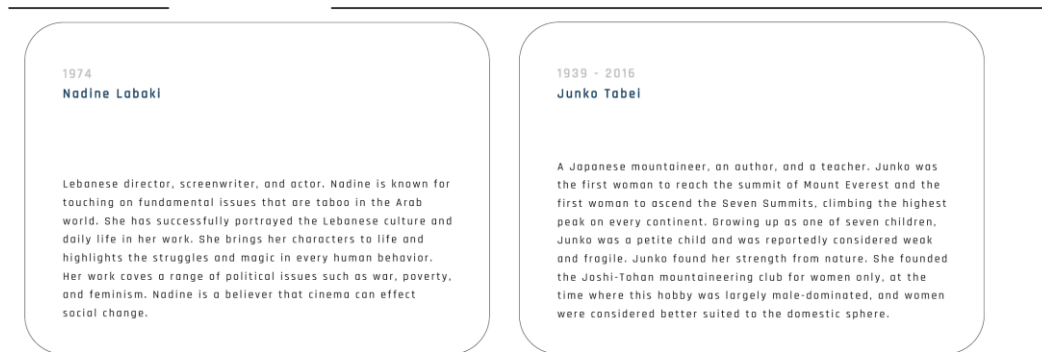 1974
Nadine Labaki
Lebanese director, screenwriter, and actor. Nadine is known for
touching on fundamental issues that are taboo in the Arab
world. She has successfully portrayed the Lebanese culture and
daily life in her work. She brings her characters to life and
highlights the struggles and magic in every human behavior.
Her work coves a range of political issues such as war, poverty,
and feminism. Nadine is a believer that cinema can effect
social change.
1939 - 2016
Junko Tabei
A Japanese mountaineer, an author, and a teacher. Junko was
the first woman to reach the summit of Mount Everest and the
first woman to ascend the Seven Summits, climbing the highest
peak on every continent. Growing up as one of seven children,
Junko was a petite child and was reportedly considered weak
and fragile. Junko found her strength from nature. She founded
the Joshi-Tohan mountaineering club for women only, at the
time where this hobby was largely male-dominated, and women
were considered better suited to the domestic sphere.